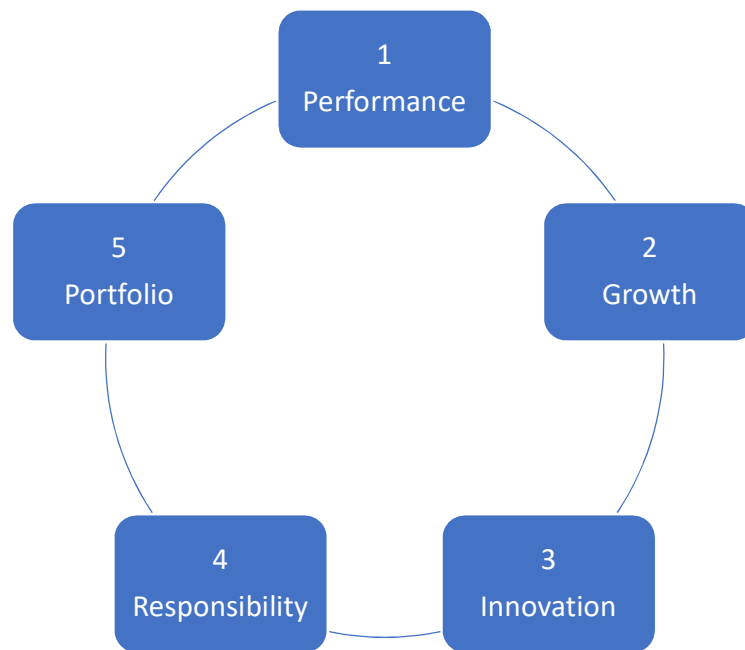 1
Performance
2
Growth
3
Innovation
4
Responsibility
5
Portfolio